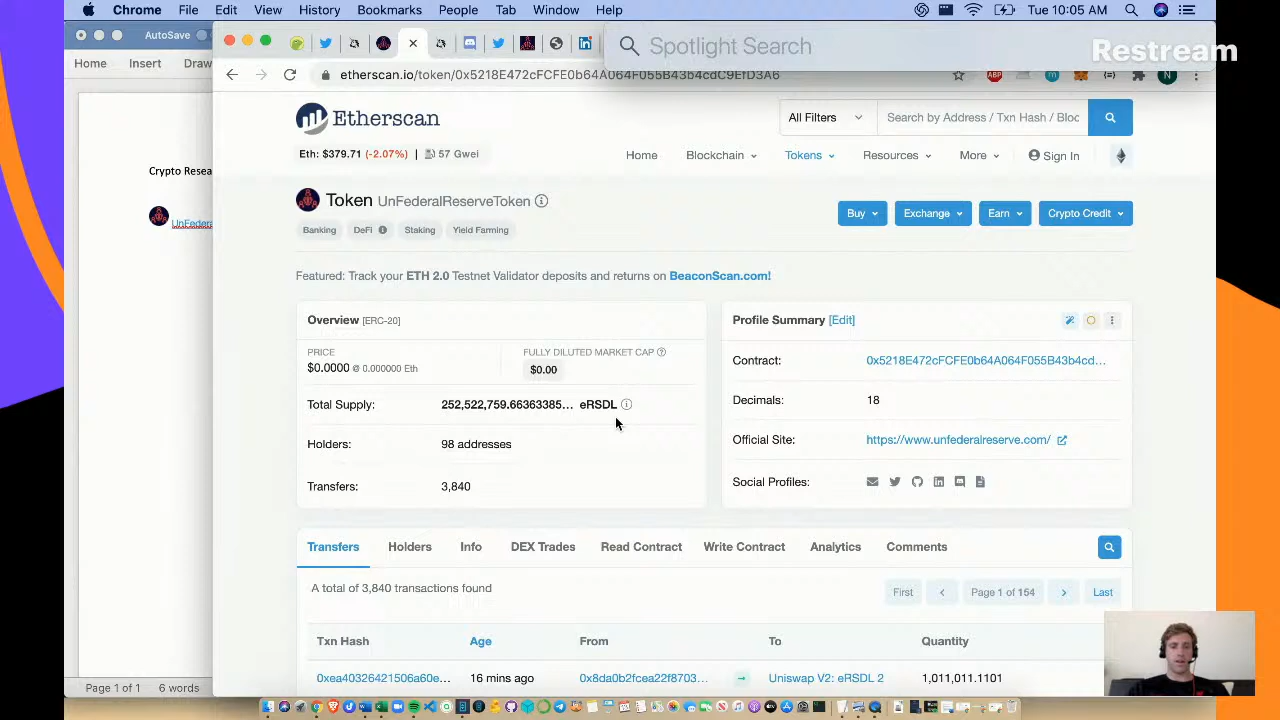 Chrome File Edit View History Bookmarks People Tab Window Help Tue 10:05 AM
AutoSave
Spotlight Search
Restream
Home Insert Draw
etherscan.io/token/0x5218E472cFCFE0b64A064F055B43b4cdC9EfD3A6
Etherscan
All Filters Search by Address / Txn Hash / Bloc
Eth: $379.71 (-2.07%) | 57 Gwei
Home Blockchain Tokens Resources More Sign In
Crypto Resea
UnFedera
Token UnFederalReserveToken
Buy Exchange Earn Crypto Credit
Banking DeFi Staking Yield Farming
Featured: Track your ETH 2.0 Testnet Validator deposits and returns on BeaconScan.com!
Overview [ERC-20]
PRICE FULLY DILUTED MARKET CAP
$0.0000 @ 0.000000 Eth $0.00
Total Supply: 252,522,759.66363385... eRSDL
Holders: 98 addresses
Transfers: 3,840
Profile Summary [Edit]
Contract: 0x5218E472cFCFE0b64A064F055B43b4cd...
Decimals: 18
Official Site: https://www.unfederalreserve.com/
Social Profiles:
Transfers Holders Info DEX Trades Read Contract Write Contract Analytics Comments
A total of 3,840 transactions found First Page 1 of 154 Last
Txn Hash Age From To Quantity
0xea40326421506a60e... 16 mins ago 0x8da0b2fcea22f8703... Uniswap V2: eRSDL 2 1,011,011.1101
Page 1 of 1 6 words